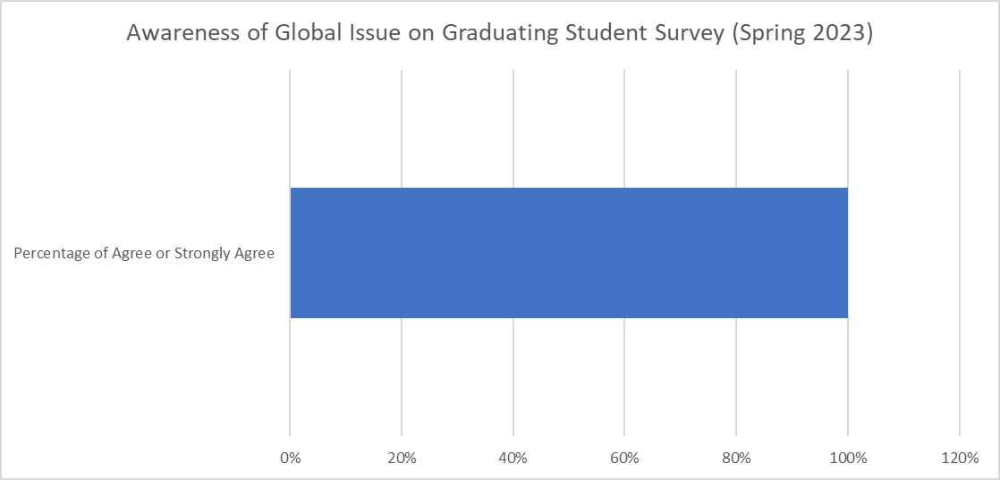 Awareness of Global Issue on Graduating Student Survey (Spring 2023)
Percentage of Agree or Strongly Agree
0% 20% 40% 60% 80% 100% 120%